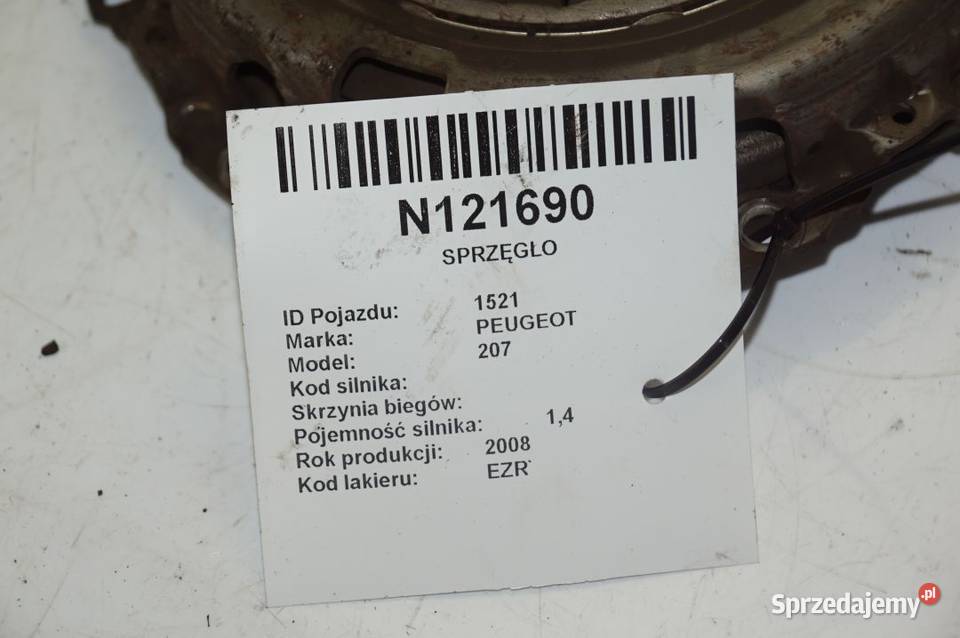 N121690
SPRZĘGŁO
ID Pojazdu: 1521
Marka: PEUGEOT
Model: 207
Kod silnika:
Skrzynia biegów:
Pojemność silnika: 1,4
Rok produkcji: 2008
Kod lakieru: EZR
Sprzedajemy.pl